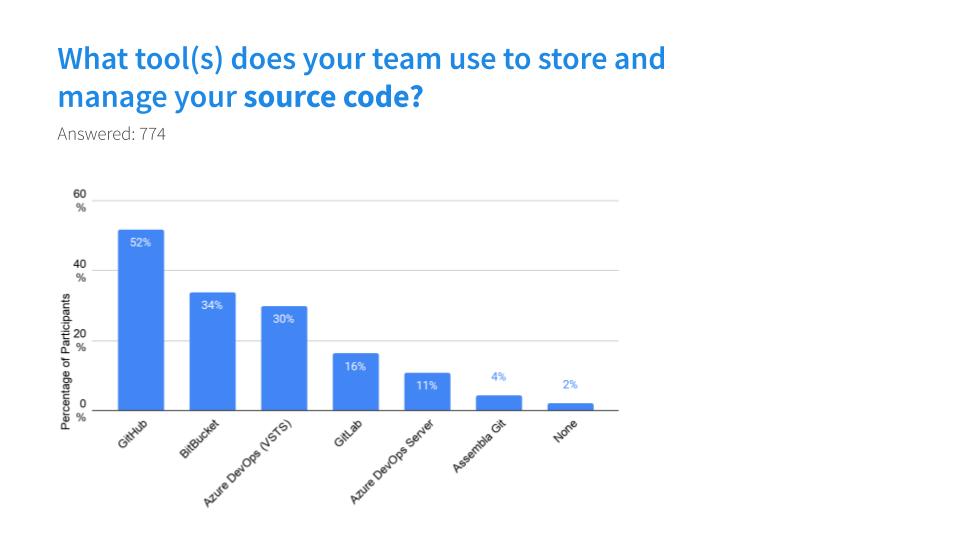 What tool(s) does your team use to store and
manage your source code?
Answered: 774
Percentage of Participants
60
%
40
%
20
%
0
%
52%
34%
30%
16%
11%
4%
2%
GitHub
BitBucket
Azure DevOps (VSTS)
GitLab
Azure DevOps Server
Assembla Git
None